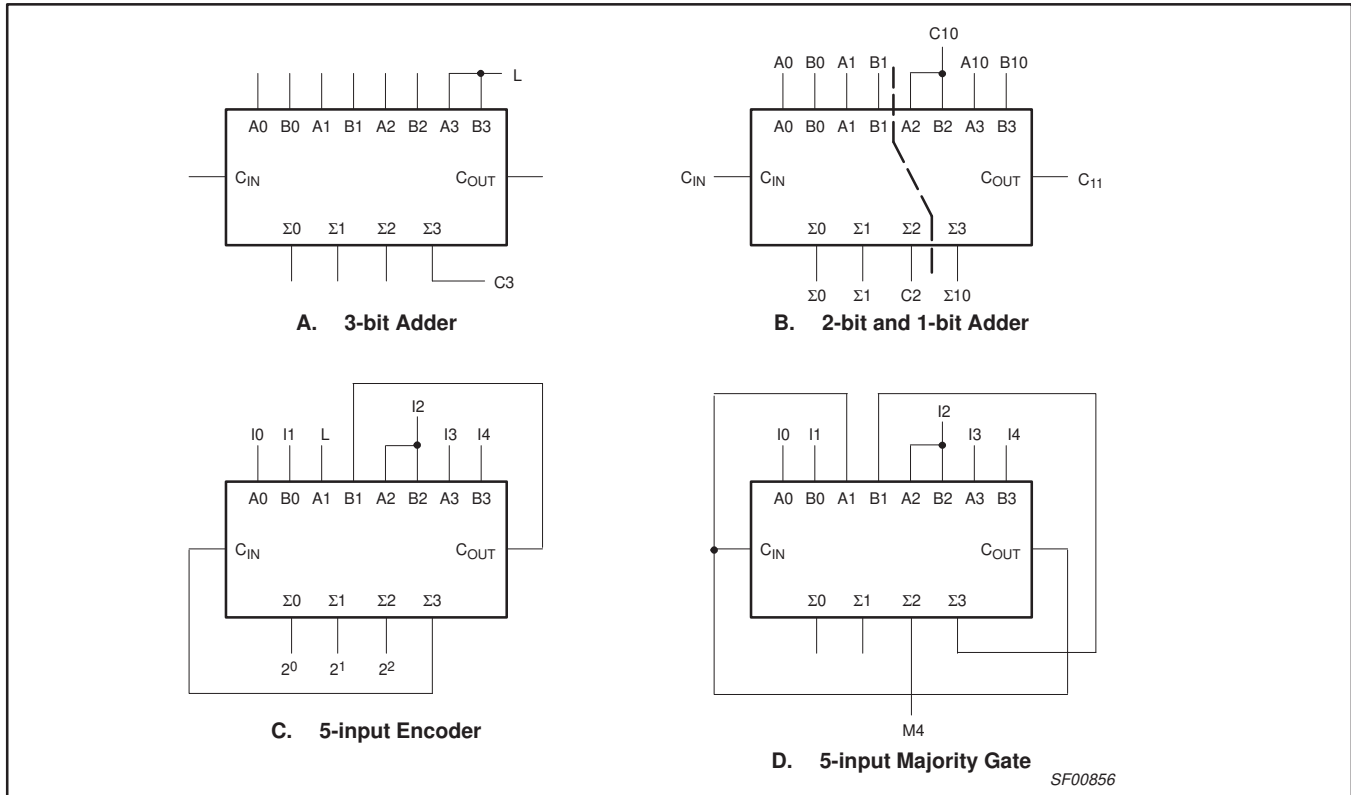 L
A0 B0 A1 B1 A2 B2 A3 B3
C_IN
C_OUT
Σ0 Σ1 Σ2 Σ3
C3
A. 3-bit Adder
C10
A0 B0 A1 B1 A10 B10
A0 B0 A1 B1 A2 B2 A3 B3
C_IN C_IN
C_OUT C_11
Σ0 Σ1 Σ2 Σ3
Σ0 Σ1 C2 Σ10
B. 2-bit and 1-bit Adder
I2
I0 I1 L I3 I4
A0 B0 A1 B1 A2 B2 A3 B3
C_IN
C_OUT
Σ0 Σ1 Σ2 Σ3
2^0 2^1 2^2
C. 5-input Encoder
I2
I0 I1 I3 I4
A0 B0 A1 B1 A2 B2 A3 B3
C_IN
C_OUT
Σ0 Σ1 Σ2 Σ3
M4
D. 5-input Majority Gate
SF00856